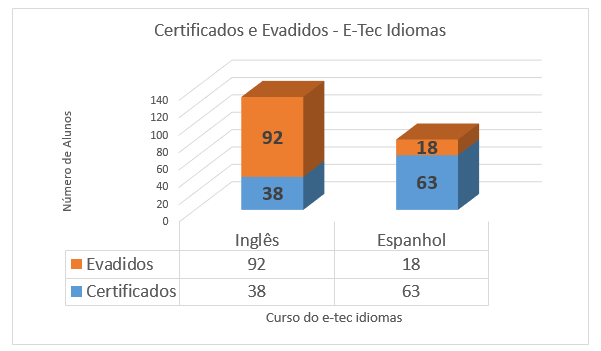 Certificados e Evadidos - E-Tec Idiomas
Número de Alunos
140
120
100
80
60
40
20
0
92
38
18
63
Inglês Espanhol
Evadidos 92 18
Certificados 38 63
Curso do e-tec idiomas